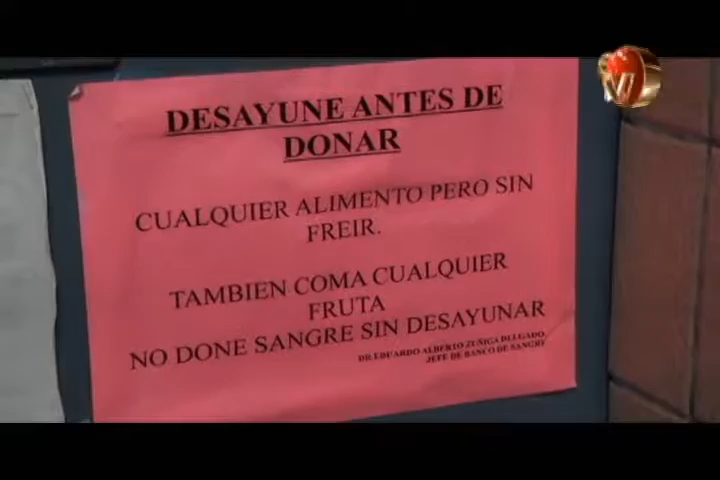 DESAYUNE ANTES DE
DONAR
CUALQUIER ALIMENTO PERO SIN
FREIR.
TAMBIEN COMA CUALQUIER
FRUTA
NO DONE SANGRE SIN DESAYUNAR
DR EDUARDO ALBERTO ZUÑIGA DELGADO
JEFE DE BANCO DE SANGRE